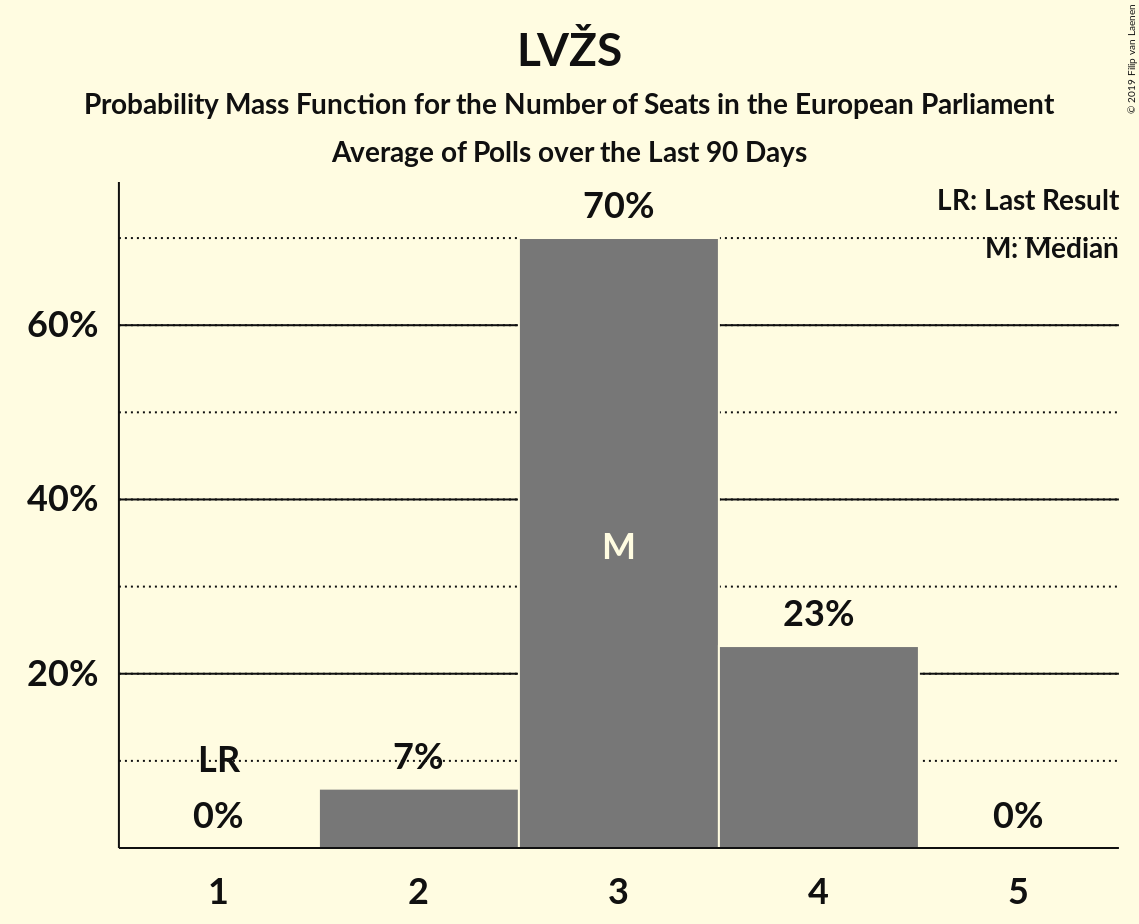 LVŽS
Probability Mass Function for the Number of Seats in the European Parliament
Average of Polls over the Last 90 Days
© 2019 Filip van Laenen
LR: Last Result
M: Median
70%
60%
40%
20%
M
23%
LR
7%
0%
0%
1
2
3
4
5